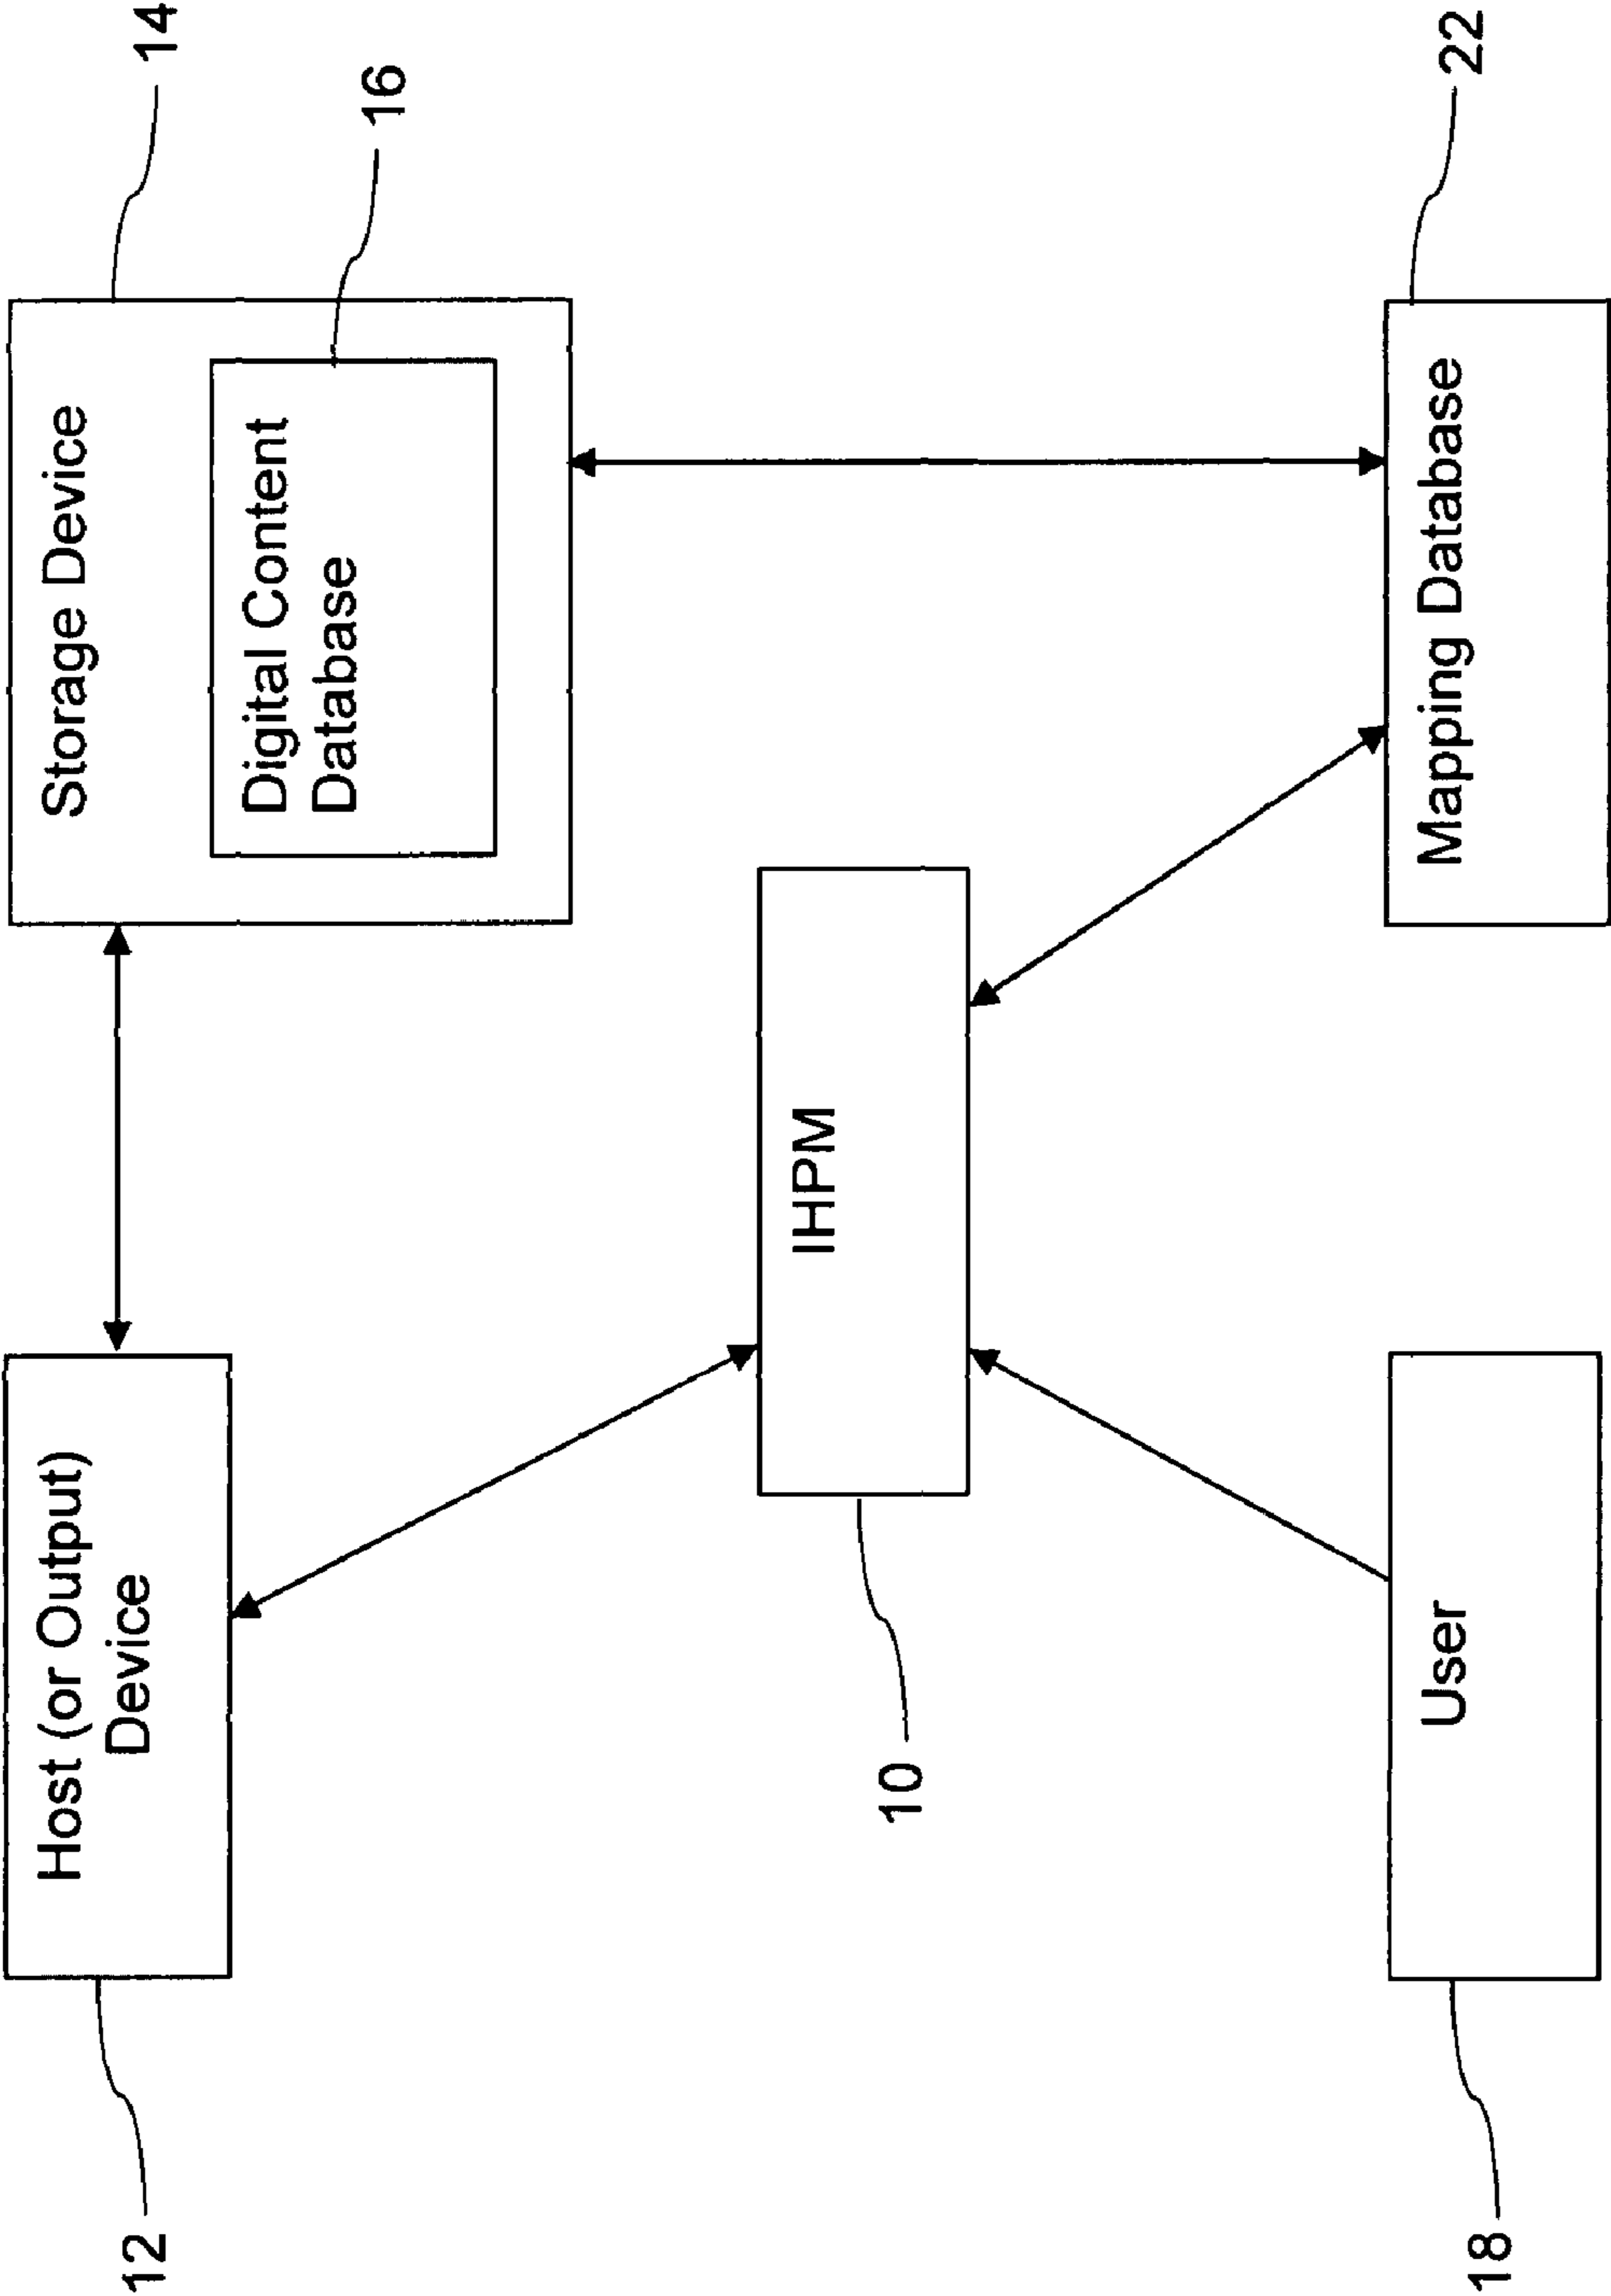 14
Storage Device
16
Digital Content
Database
Host (or Output)
Device
12
IHPM
10
Mapping Database
22
User
18